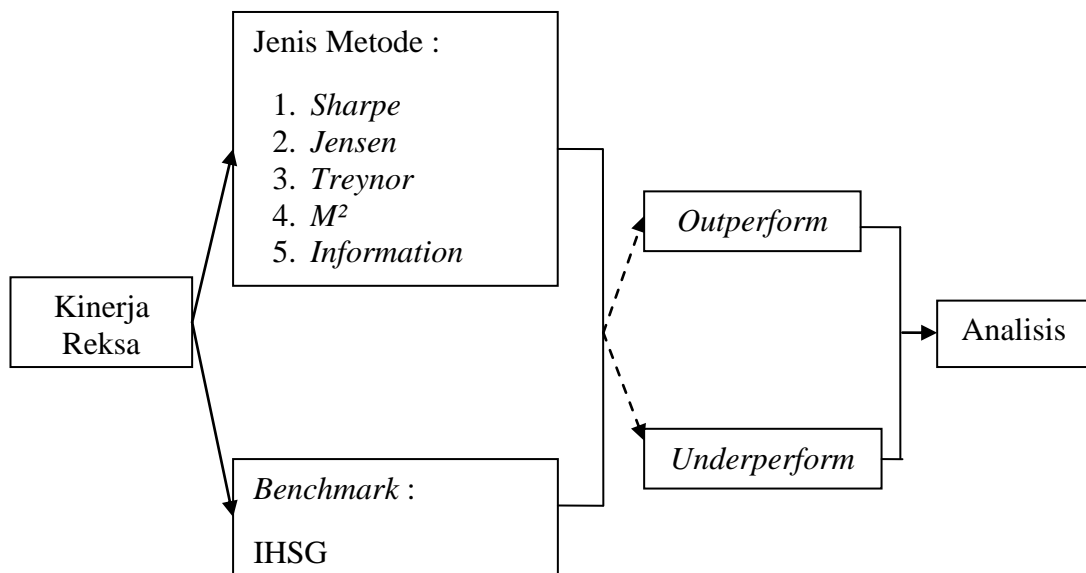 Jenis Metode :
1. Sharpe
2. Jensen
3. Treynor
4. M²
5. Information
Kinerja
Reksa
Benchmark :
IHSG
Outperform
Underperform
Analisis